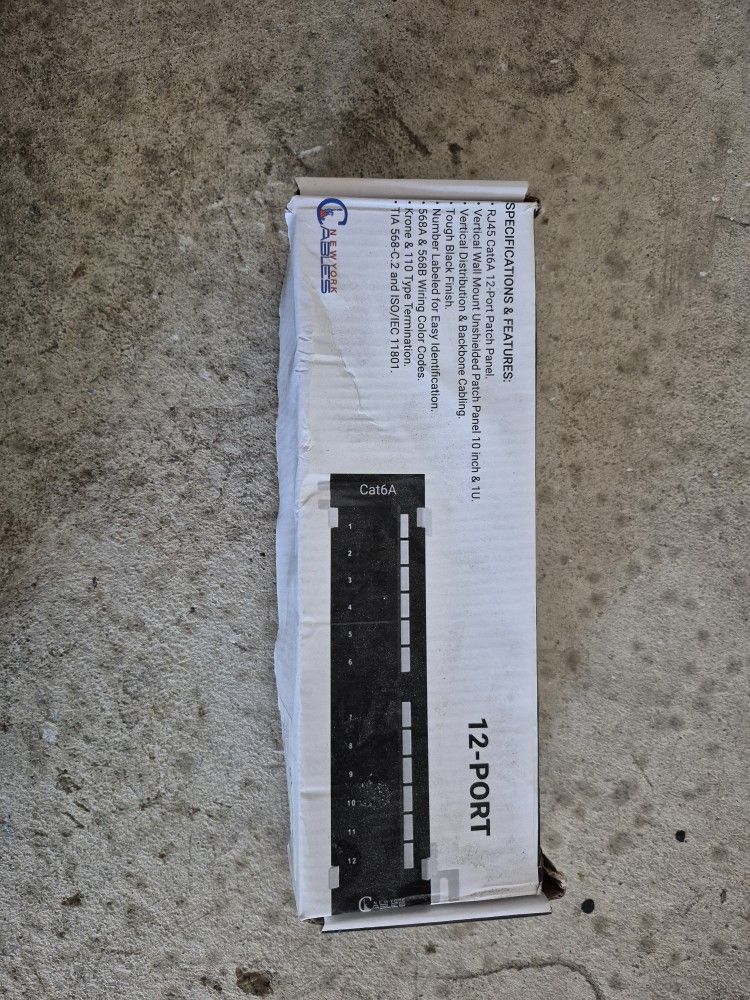 NEW YORK
CABLES
SPECIFICATIONS & FEATURES:
• RJ45 Cat6A 12-Port Patch Panel.
• Vertical Wall Mount Unshielded Patch Panel 10 inch & 1U.
• Vertical Distribution & Backbone Cabling.
• Tough Black Finish.
• Number Labeled for Easy Identification.
• 568A & 568B Wiring Color Codes.
• Krone & 110 Type Termination.
• TIA 568-C.2 and ISO/IEC 11801.
12-PORT
Cat6A
1
2
3
4
5
6
7
8
9
10
11
12
NEW YORK
CABLES